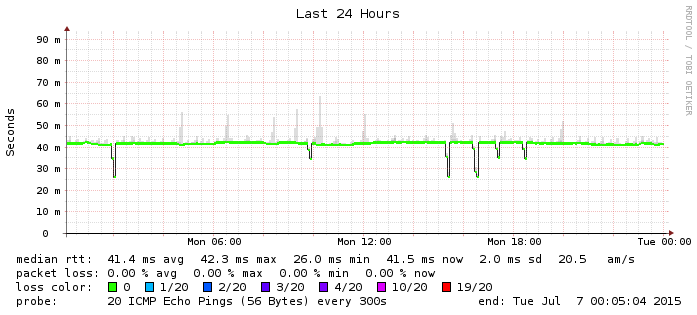 Last 24 Hours
RRDTOOL / TOBI OETIKER
Seconds
90 m
80 m
70 m
60 m
50 m
40 m
30 m
20 m
10 m
0
Mon 06:00 Mon 12:00 Mon 18:00 Tue 00:00
median rtt: 41.4 ms avg 42.3 ms max 26.0 ms min 41.5 ms now 2.0 ms sd 20.5 am/s
packet loss: 0.00 % avg 0.00 % max 0.00 % min 0.00 % now
loss color: 0 1/20 2/20 3/20 4/20 10/20 19/20
probe: 20 ICMP Echo Pings (56 Bytes) every 300s end: Tue Jul 7 00:05:04 2015